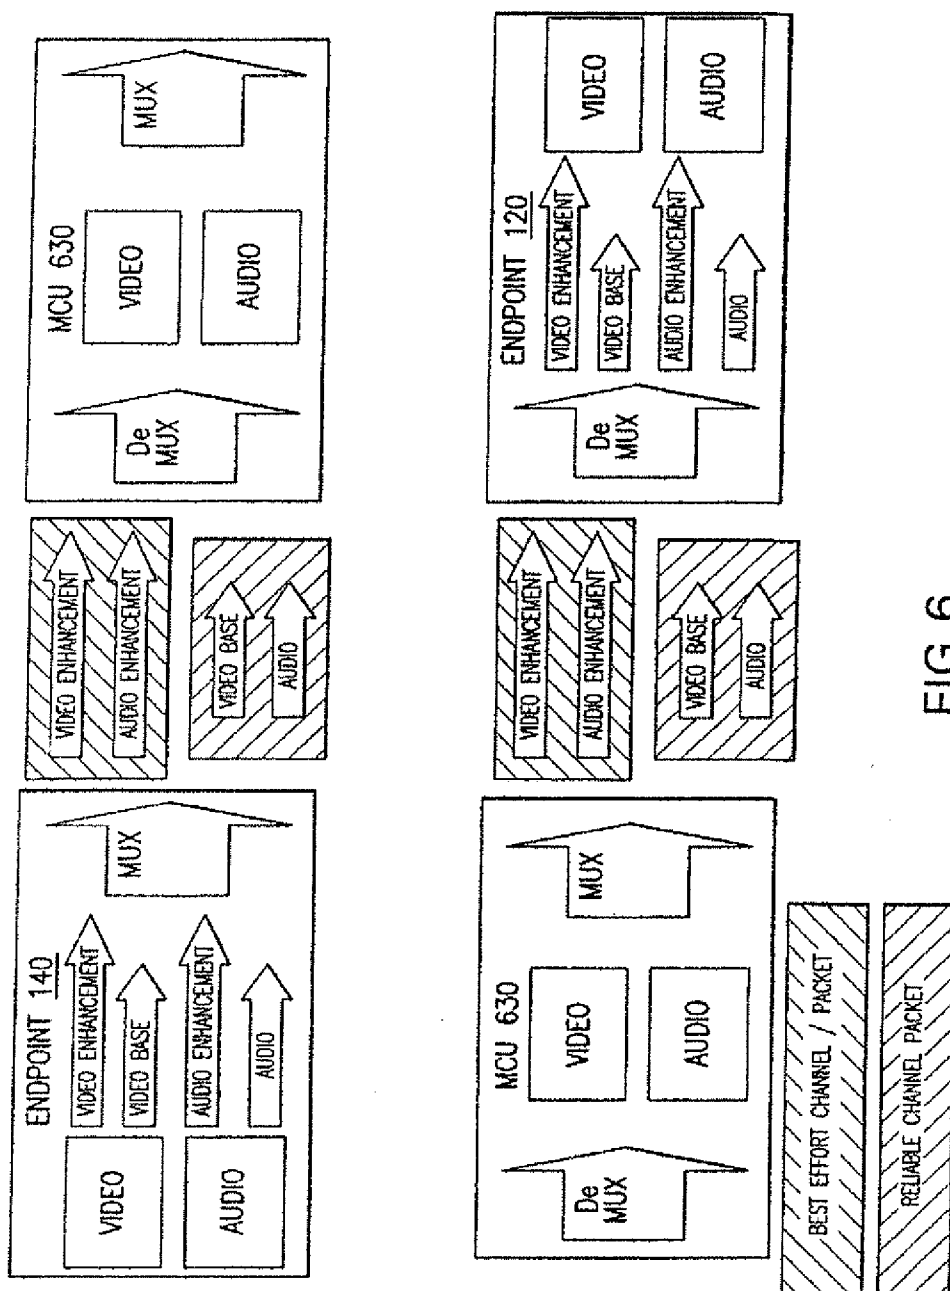 ENDPOINT 140
VIDEO
AUDIO
VIDEO ENHANCEMENT
VIDEO BASE
AUDIO ENHANCEMENT
AUDIO
MUX
VIDEO ENHANCEMENT
AUDIO ENHANCEMENT
VIDEO BASE
AUDIO
MCU 630
De
MUX
VIDEO
AUDIO
MUX
MCU 630
De
MUX
VIDEO
AUDIO
MUX
VIDEO ENHANCEMENT
AUDIO ENHANCEMENT
VIDEO BASE
AUDIO
ENDPOINT 120
De
MUX
VIDEO ENHANCEMENT
VIDEO BASE
AUDIO ENHANCEMENT
AUDIO
VIDEO
AUDIO
BEST EFFORT CHANNEL / PACKET
RELIABLE CHANNEL PACKET
FIG 6